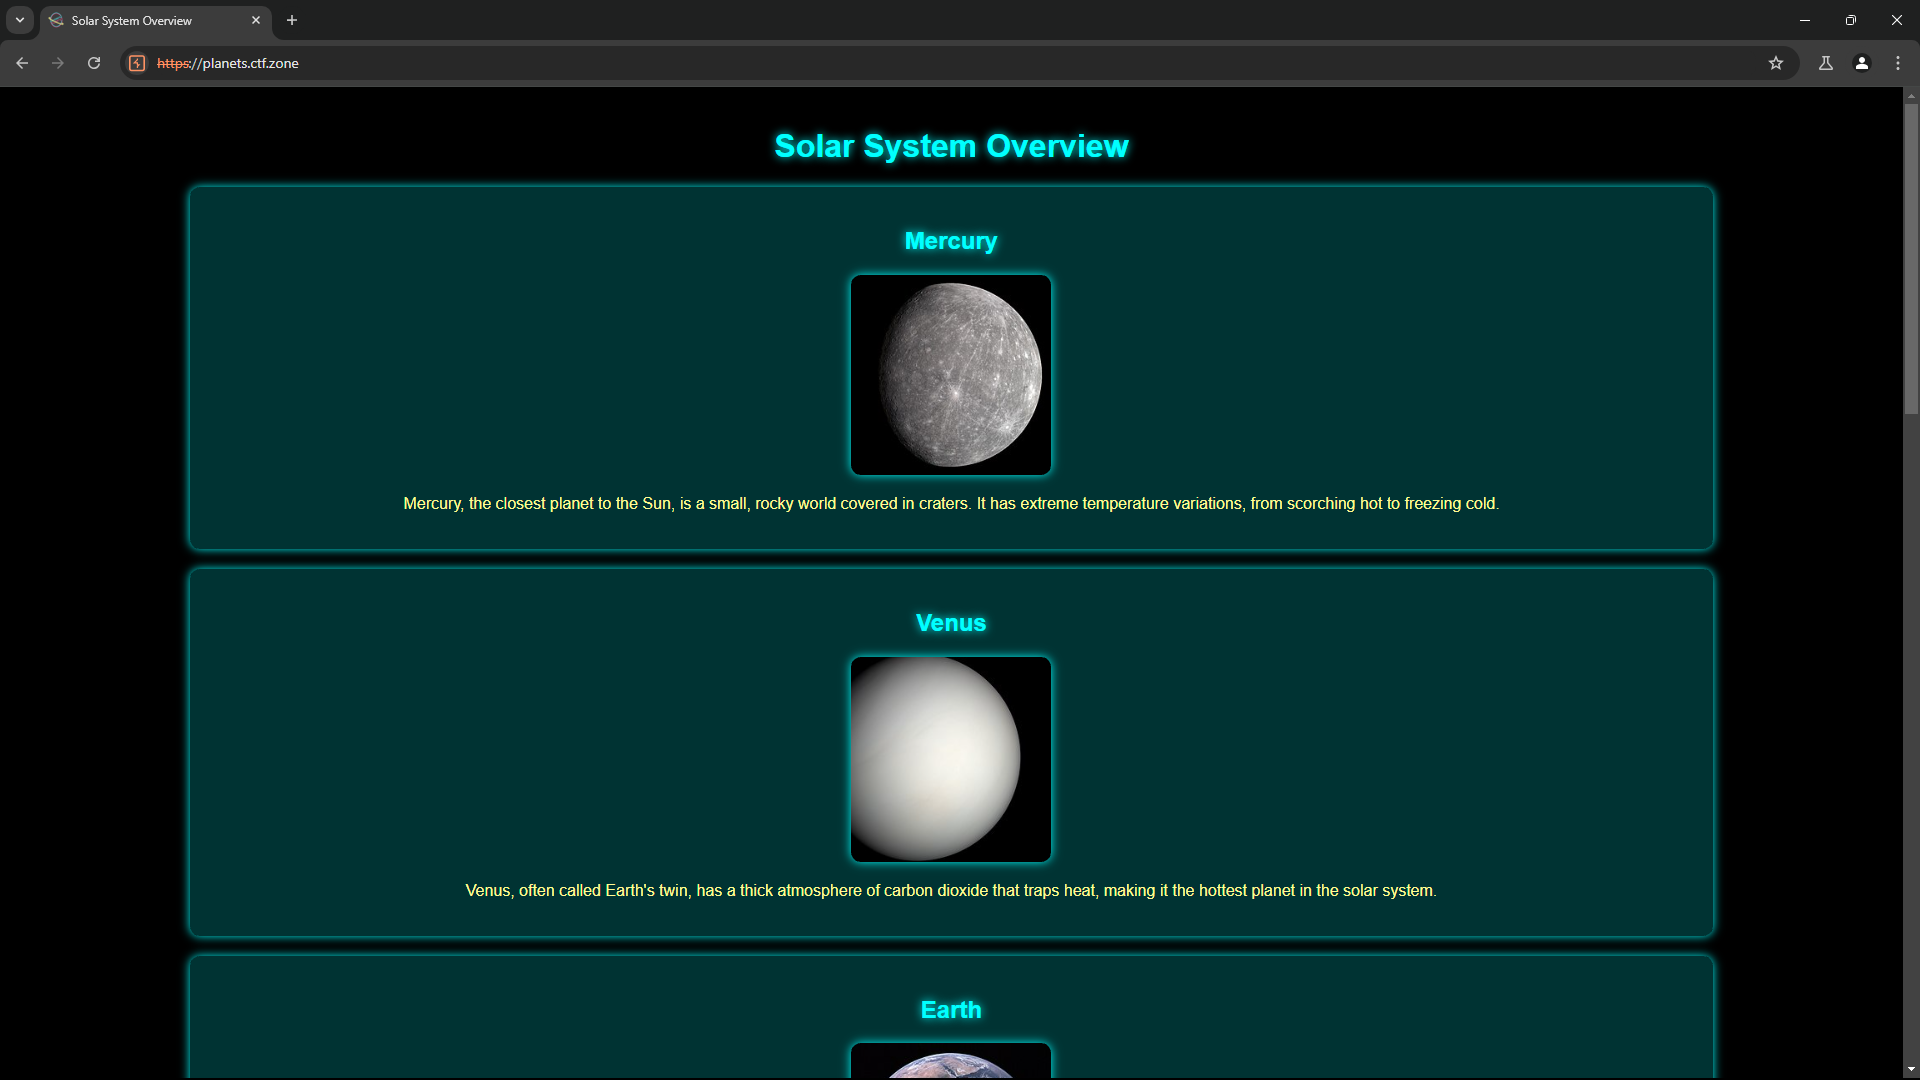 Solar System Overview
https://planets.ctf.zone
Solar System Overview
Mercury
Mercury, the closest planet to the Sun, is a small, rocky world covered in craters. It has extreme temperature variations, from scorching hot to freezing cold.
Venus
Venus, often called Earth's twin, has a thick atmosphere of carbon dioxide that traps heat, making it the hottest planet in the solar system.
Earth